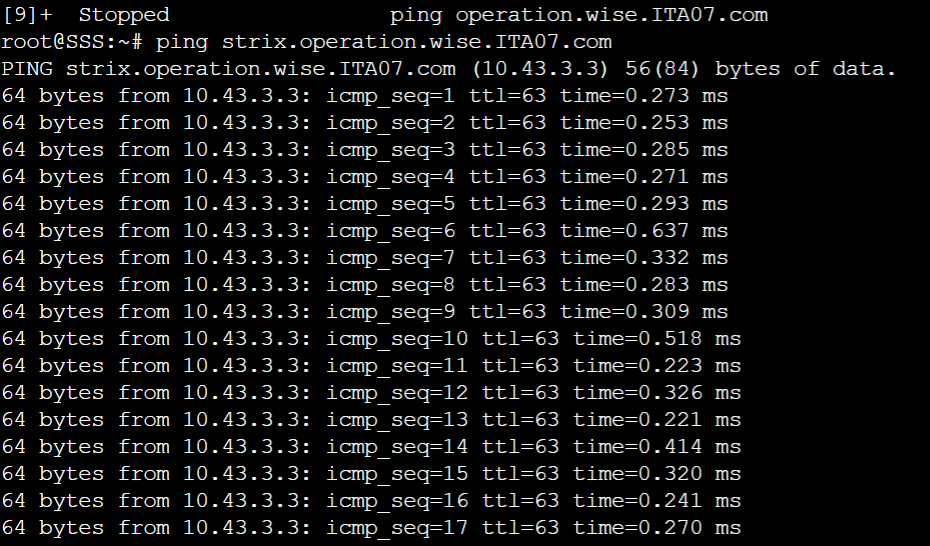 [9]+  Stopped                 ping operation.wise.ITA07.com
root@SSS:~# ping strix.operation.wise.ITA07.com
PING strix.operation.wise.ITA07.com (10.43.3.3) 56(84) bytes of data.
64 bytes from 10.43.3.3: icmp_seq=1 ttl=63 time=0.273 ms
64 bytes from 10.43.3.3: icmp_seq=2 ttl=63 time=0.253 ms
64 bytes from 10.43.3.3: icmp_seq=3 ttl=63 time=0.285 ms
64 bytes from 10.43.3.3: icmp_seq=4 ttl=63 time=0.271 ms
64 bytes from 10.43.3.3: icmp_seq=5 ttl=63 time=0.293 ms
64 bytes from 10.43.3.3: icmp_seq=6 ttl=63 time=0.637 ms
64 bytes from 10.43.3.3: icmp_seq=7 ttl=63 time=0.332 ms
64 bytes from 10.43.3.3: icmp_seq=8 ttl=63 time=0.283 ms
64 bytes from 10.43.3.3: icmp_seq=9 ttl=63 time=0.309 ms
64 bytes from 10.43.3.3: icmp_seq=10 ttl=63 time=0.518 ms
64 bytes from 10.43.3.3: icmp_seq=11 ttl=63 time=0.223 ms
64 bytes from 10.43.3.3: icmp_seq=12 ttl=63 time=0.326 ms
64 bytes from 10.43.3.3: icmp_seq=13 ttl=63 time=0.221 ms
64 bytes from 10.43.3.3: icmp_seq=14 ttl=63 time=0.414 ms
64 bytes from 10.43.3.3: icmp_seq=15 ttl=63 time=0.320 ms
64 bytes from 10.43.3.3: icmp_seq=16 ttl=63 time=0.241 ms
64 bytes from 10.43.3.3: icmp_seq=17 ttl=63 time=0.270 ms